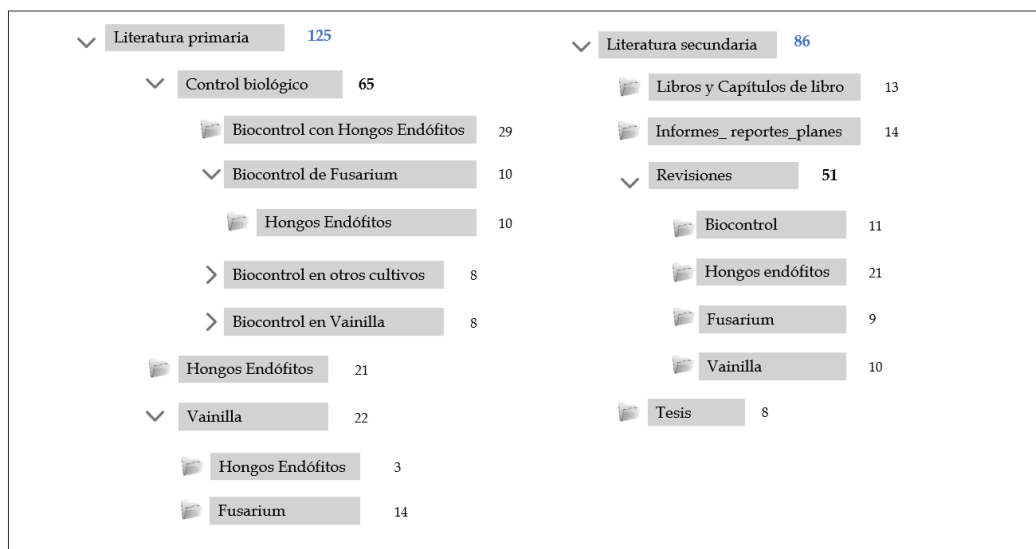 Literatura primaria 125
Control biológico 65
Biocontrol con Hongos Endófitos 29
Biocontrol de Fusarium 10
Hongos Endófitos 10
Biocontrol en otros cultivos 8
Biocontrol en Vainilla 8
Hongos Endófitos 21
Vainilla 22
Hongos Endófitos 3
Fusarium 14
Literatura secundaria 86
Libros y Capítulos de libro 13
Informes_ reportes_planes 14
Revisiones 51
Biocontrol 11
Hongos endófitos 21
Fusarium 9
Vainilla 10
Tesis 8